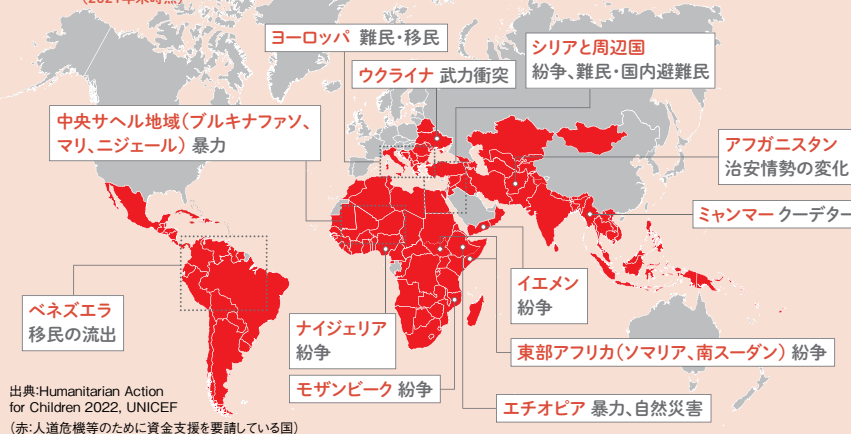 (2021年末時点)
ヨーロッパ 難民・移民
シリアと周辺国
紛争、難民・国内避難民
ウクライナ 武力衝突
中央サヘル地域(ブルキナファソ、
マリ、ニジェール) 暴力
アフガニスタン
治安情勢の変化
ミャンマー クーデター
イエメン
紛争
ベネズエラ
移民の流出
ナイジェリア
紛争
東部アフリカ(ソマリア、南スーダン) 紛争
モザンビーク 紛争
エチオピア 暴力、自然災害
出典:Humanitarian Action
for Children 2022, UNICEF
(赤:人道危機等のために資金支援を要請している国)